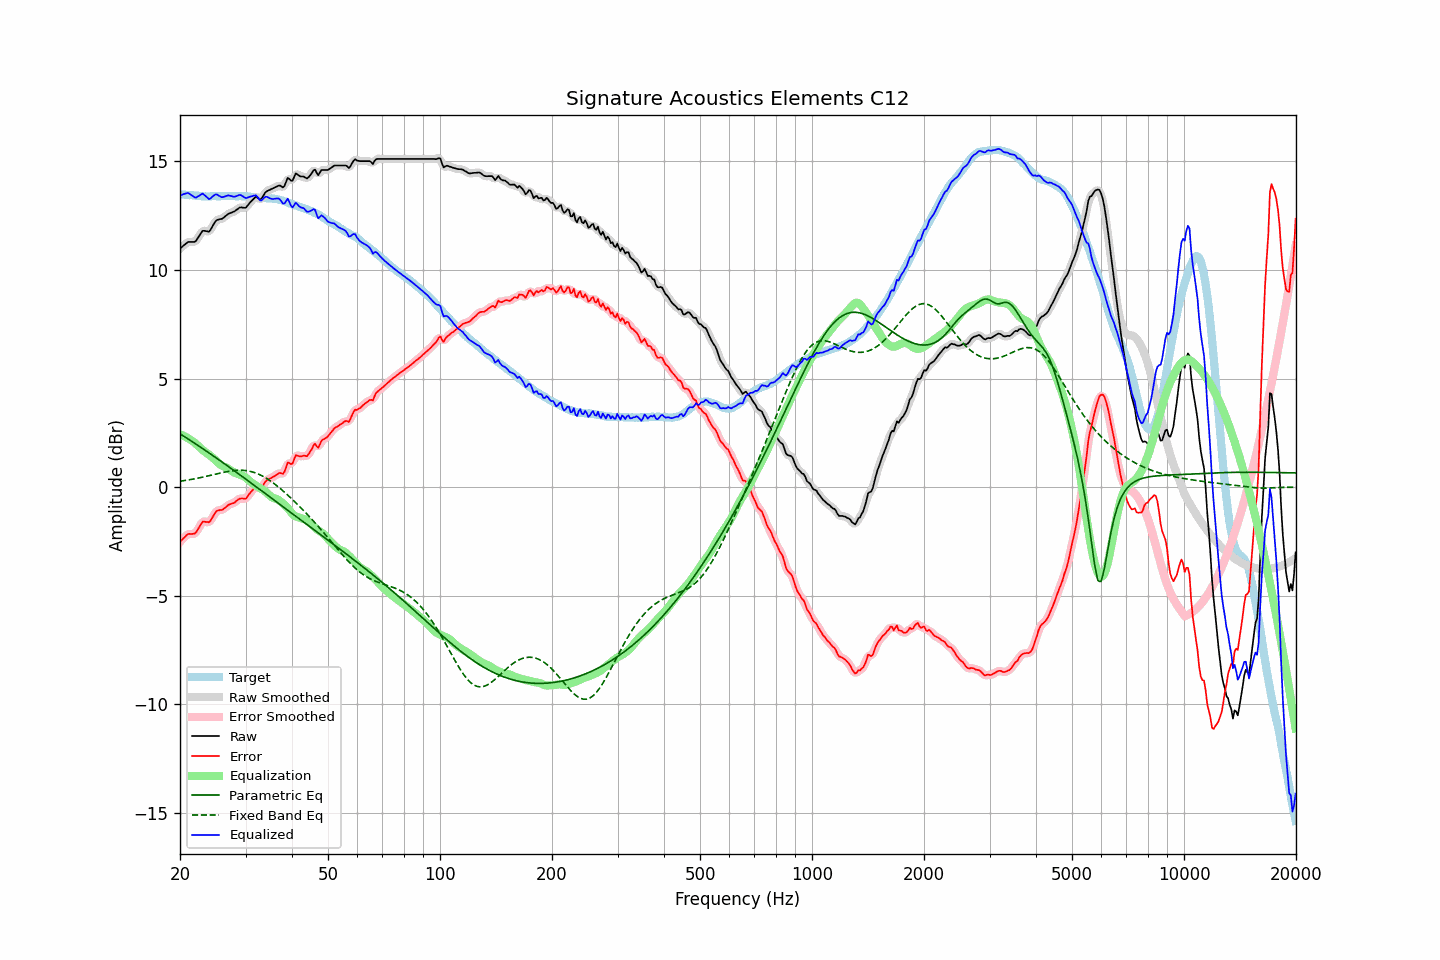 Signature Acoustics Elements C12
Amplitude (dBr)
15
10
5
0
−5
−10
−15
Target
Raw Smoothed
Error Smoothed
Raw
Error
Equalization
Parametric Eq
Fixed Band Eq
Equalized
20 50 100 200 500 1000 2000 5000 10000 20000
Frequency (Hz)